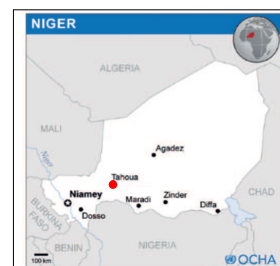 NIGER
ALGERIA
MALI
Agadez
Niger
Tahoua
CHAD
Niamey
Maradi
Zinder
Diffa
Dosso
BURKINA
FASO
BENIN
NIGERIA
100 km
OCHA